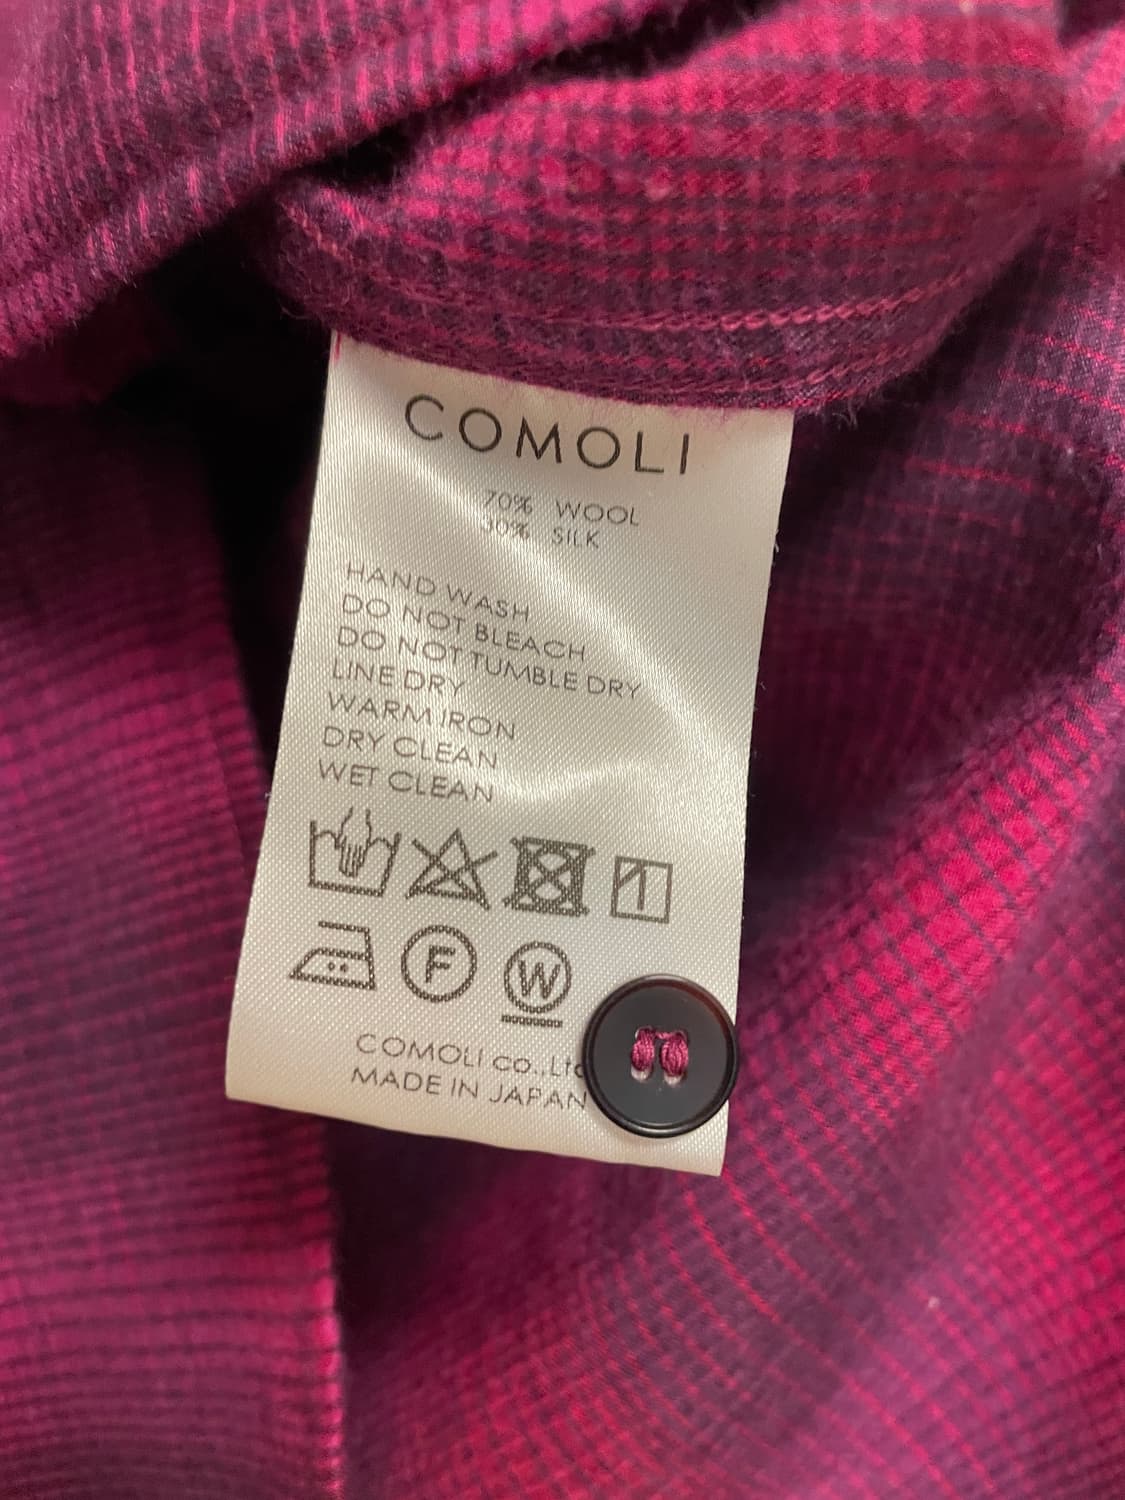 COMOLI
70% WOOL
30% SILK
HAND WASH
DO NOT BLEACH
DO NOT TUMBLE DRY
LINE DRY
WARM IRON
DRY CLEAN
WET CLEAN
F
W
COMOLI CO.,Ltd
MADE IN JAPAN